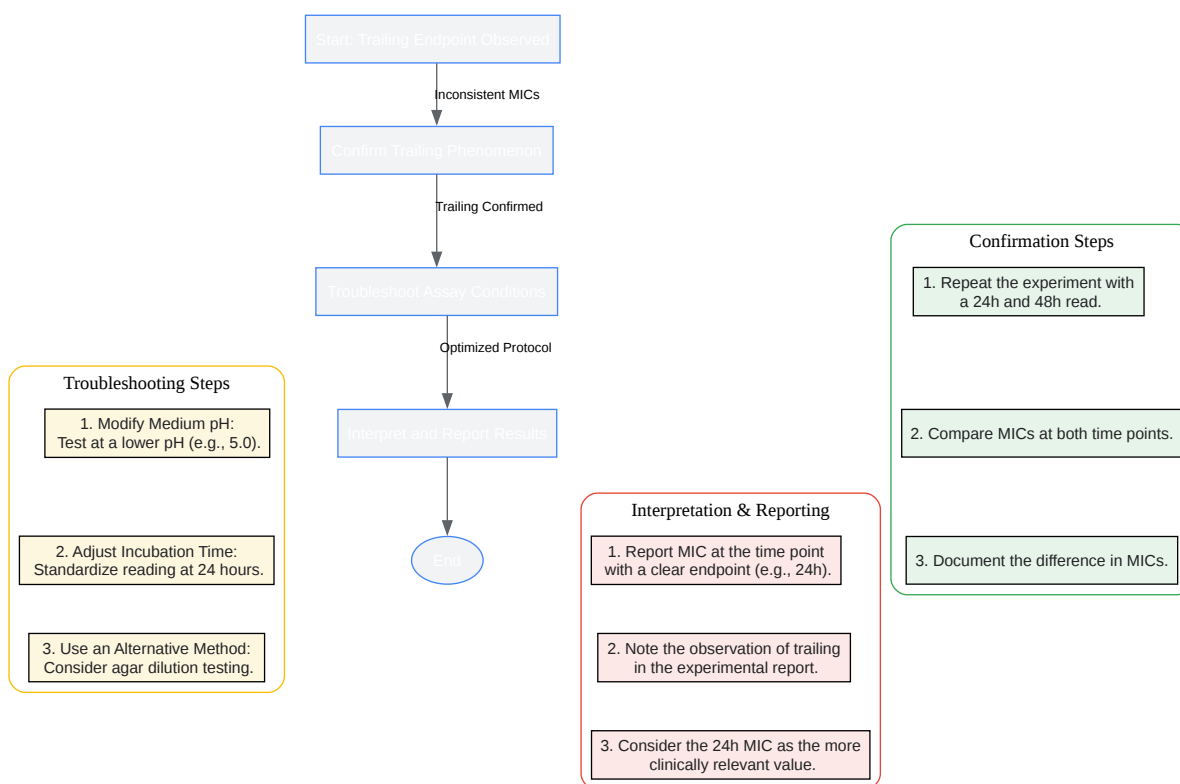 Start: Trailing Endpoint Observed
Inconsistent MICs
Confirm Trailing Phenomenon
Trailing Confirmed
Troubleshoot Assay Conditions
Optimized Protocol
Interpret and Report Results
End
Troubleshooting Steps
1. Modify Medium pH:
Test at a lower pH (e.g., 5.0).
2. Adjust Incubation Time:
Standardize reading at 24 hours.
3. Use an Alternative Method:
Consider agar dilution testing.
Interpretation & Reporting
1. Report MIC at the time point
with a clear endpoint (e.g., 24h).
2. Note the observation of trailing
in the experimental report.
3. Consider the 24h MIC as the more
clinically relevant value.
Confirmation Steps
1. Repeat the experiment with
a 24h and 48h read.
2. Compare MICs at both time points.
3. Document the difference in MICs.